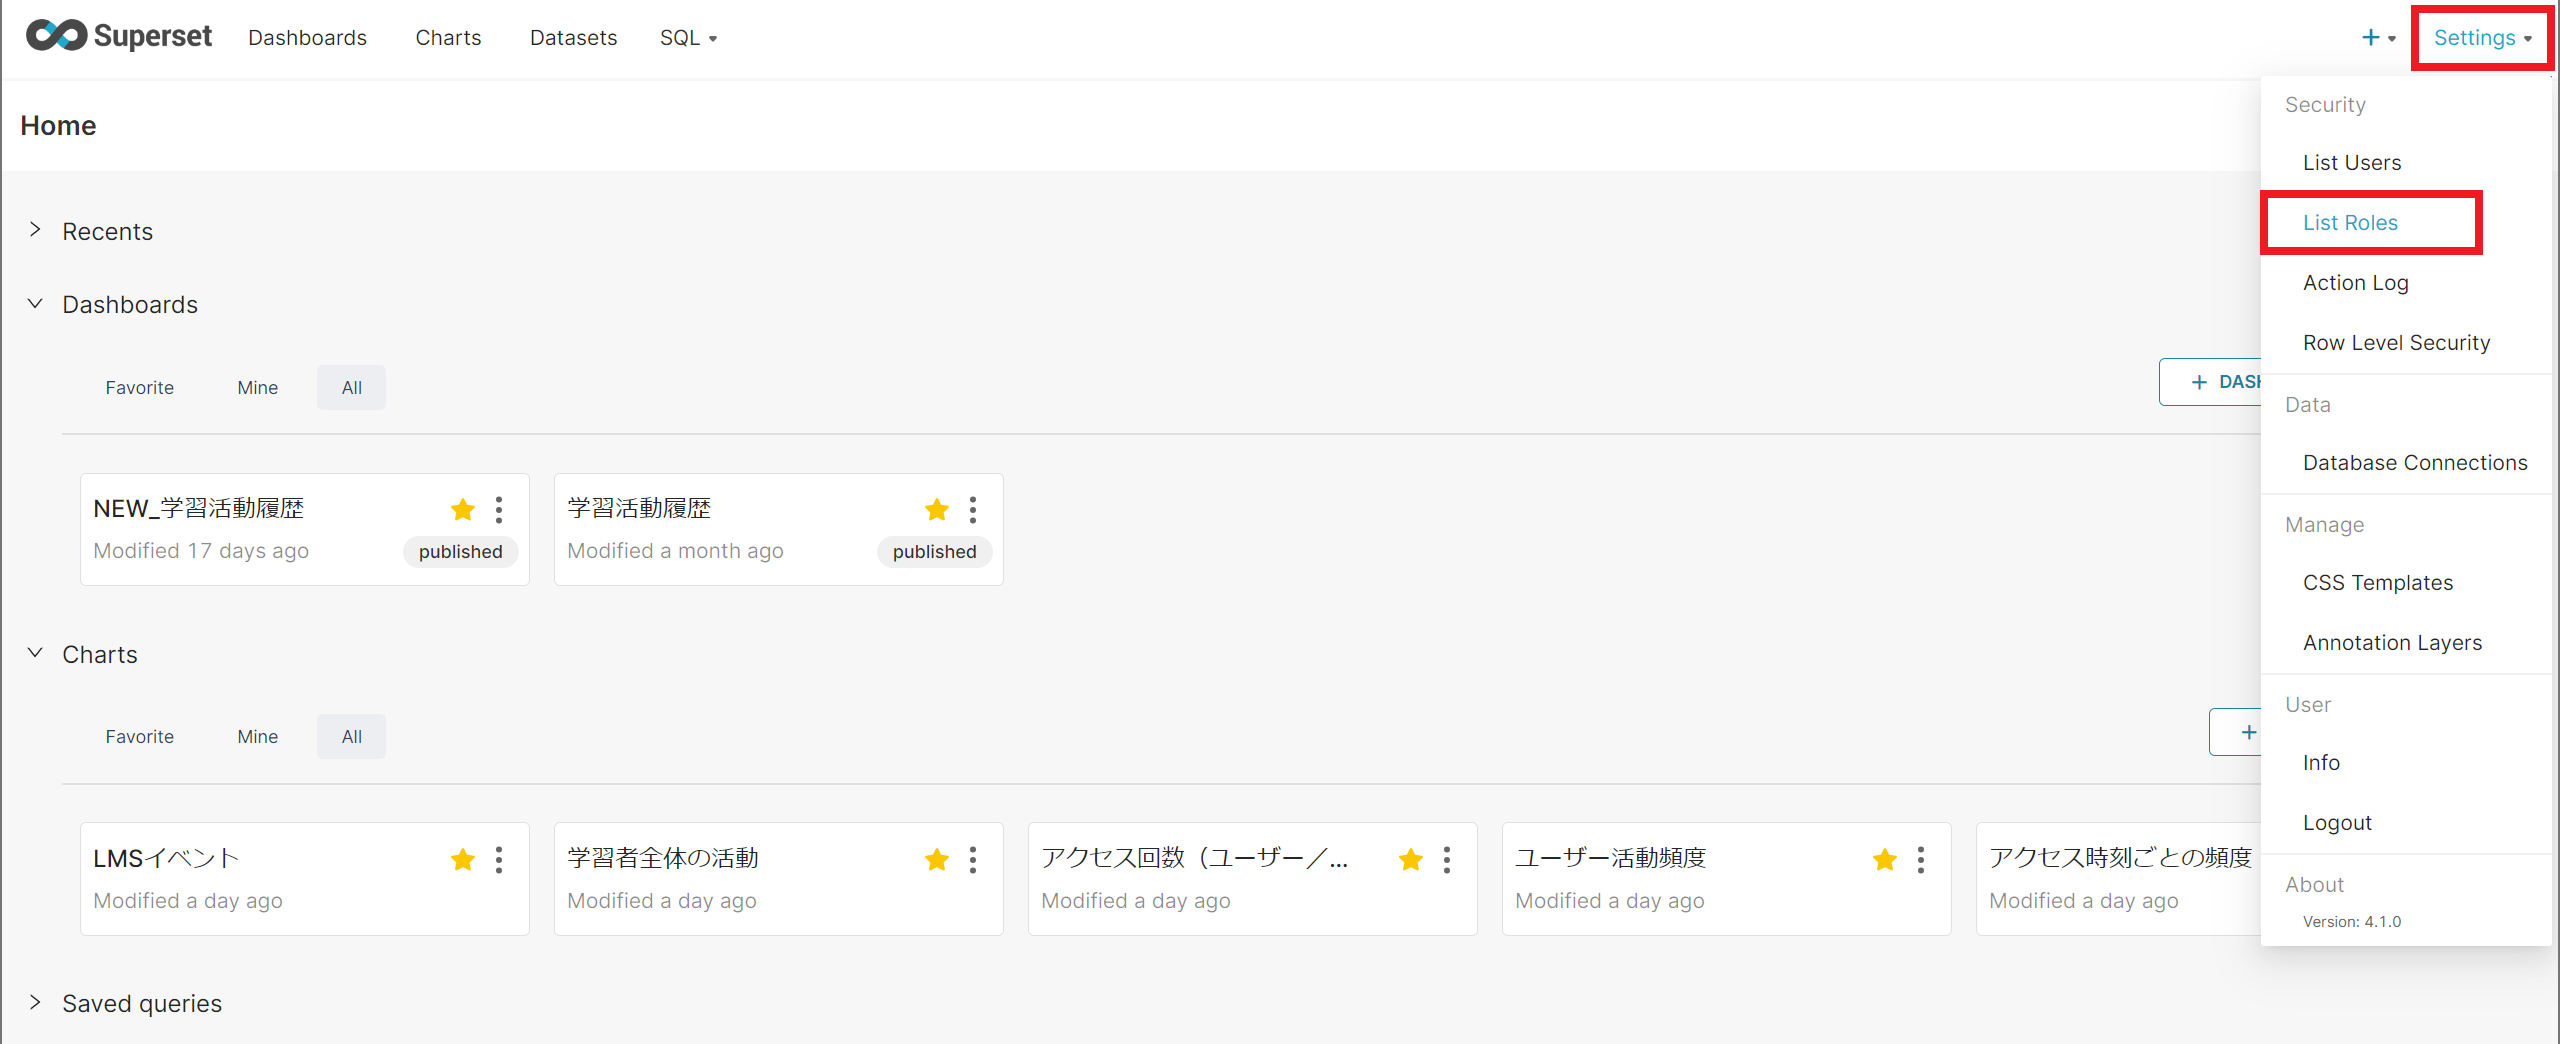 Superset Dashboards Charts Datasets SQL + Settings
Home
Recents
Dashboards
Favorite Mine All
+ DASH
NEW_学習活動履歴
Modified 17 days ago published
学習活動履歴
Modified a month ago published
Charts
Favorite Mine All
+
LMSイベント
Modified a day ago
学習者全体の活動
Modified a day ago
アクセス回数（ユーザー／...
Modified a day ago
ユーザー活動頻度
Modified a day ago
アクセス時刻ごとの頻度
Modified a day ago
Saved queries
Security
List Users
List Roles
Action Log
Row Level Security
Data
Database Connections
Manage
CSS Templates
Annotation Layers
User
Info
Logout
About
Version: 4.1.0